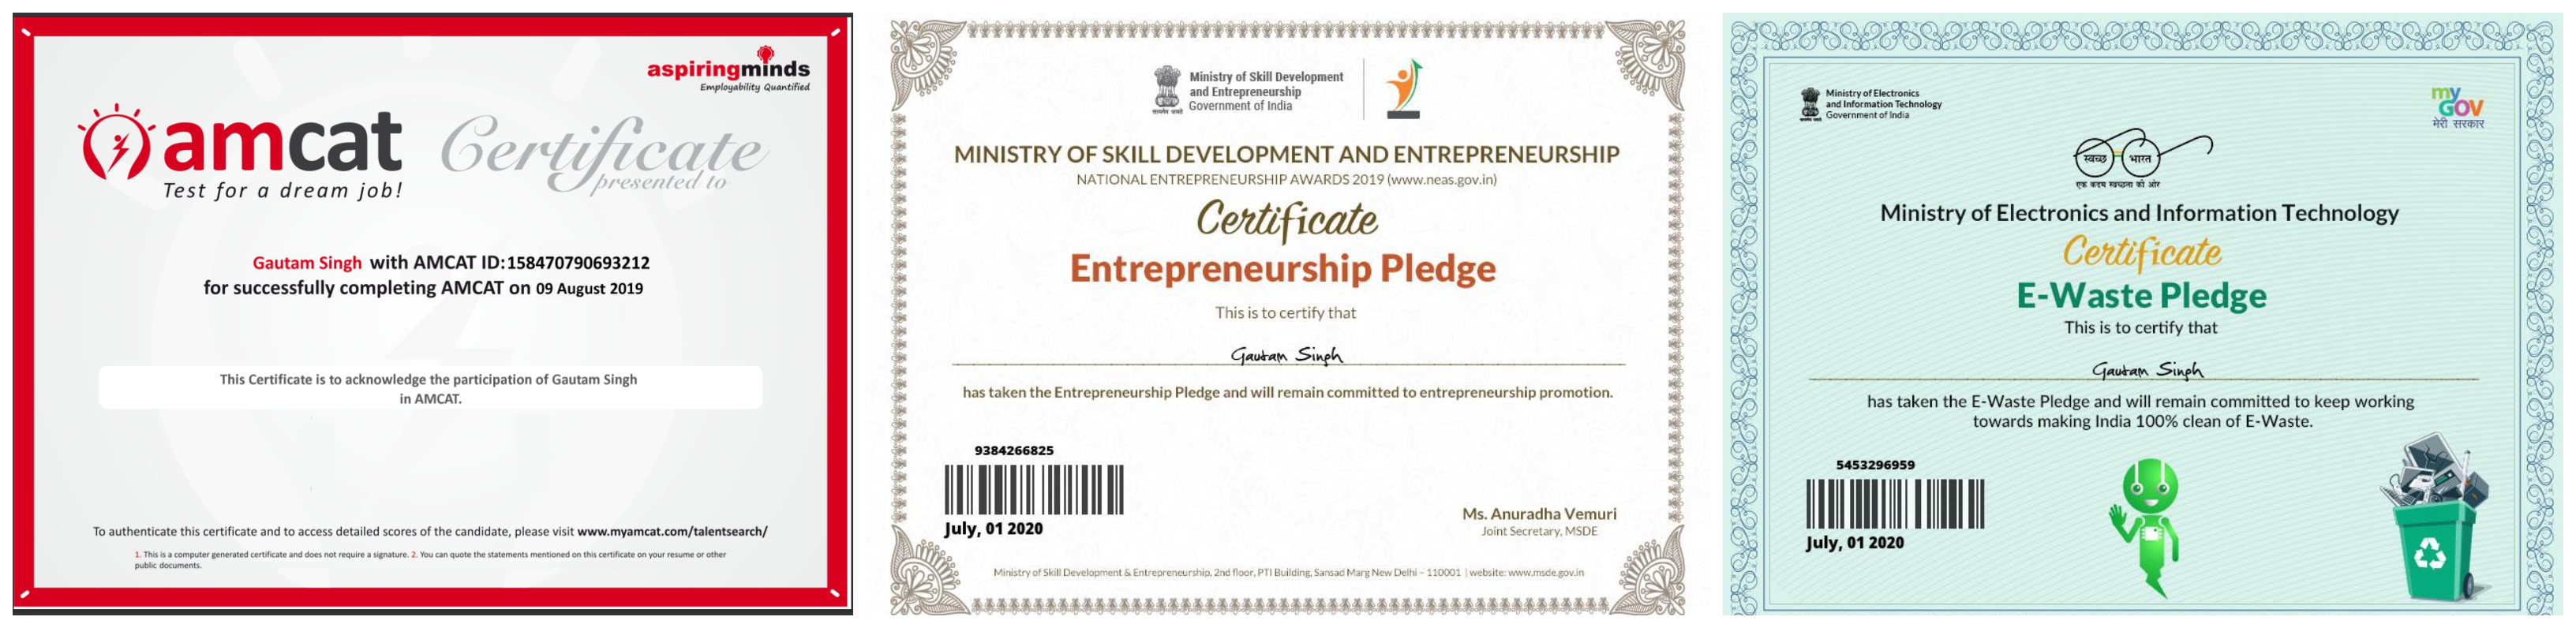 aspiringminds
Employability Quantified
amcat
Test for a dream job!
Certificate
presented to
Gautam Singh with AMCAT ID:158470790693212
for successfully completing AMCAT on 09 August 2019
This Certificate is to acknowledge the participation of Gautam Singh
in AMCAT.
To authenticate this certificate and to access detailed scores of the candidate, please visit www.myamcat.com/talentsearch/
1. This is a computer generated certificate and does not require a signature. 2. You can quote the statements mentioned on this certificate on your resume or other
public documents.
सत्यमेव जयते
Ministry of Skill Development
and Entrepreneurship
Government of India
MINISTRY OF SKILL DEVELOPMENT AND ENTREPRENEURSHIP
NATIONAL ENTREPRENEURSHIP AWARDS 2019 (www.neas.gov.in)
Certificate
Entrepreneurship Pledge
This is to certify that
Gautam Singh
has taken the Entrepreneurship Pledge and will remain committed to entrepreneurship promotion.
9384266825
July, 01 2020
Ms. Anuradha Vemuri
Joint Secretary, MSDE
Ministry of Skill Development & Entrepreneurship, 2nd floor, PTI Building, Sansad Marg New Delhi – 110001 | website: www.msde.gov.in
Ministry of Electronics
and Information Technology
Government of India
my
GOV
मेरी सरकार
स्वच्छ भारत
एक कदम स्वच्छता की ओर
Ministry of Electronics and Information Technology
Certificate
E-Waste Pledge
This is to certify that
Gautam Singh
has taken the E-Waste Pledge and will remain committed to keep working
towards making India 100% clean of E-Waste.
5453296959
July, 01 2020